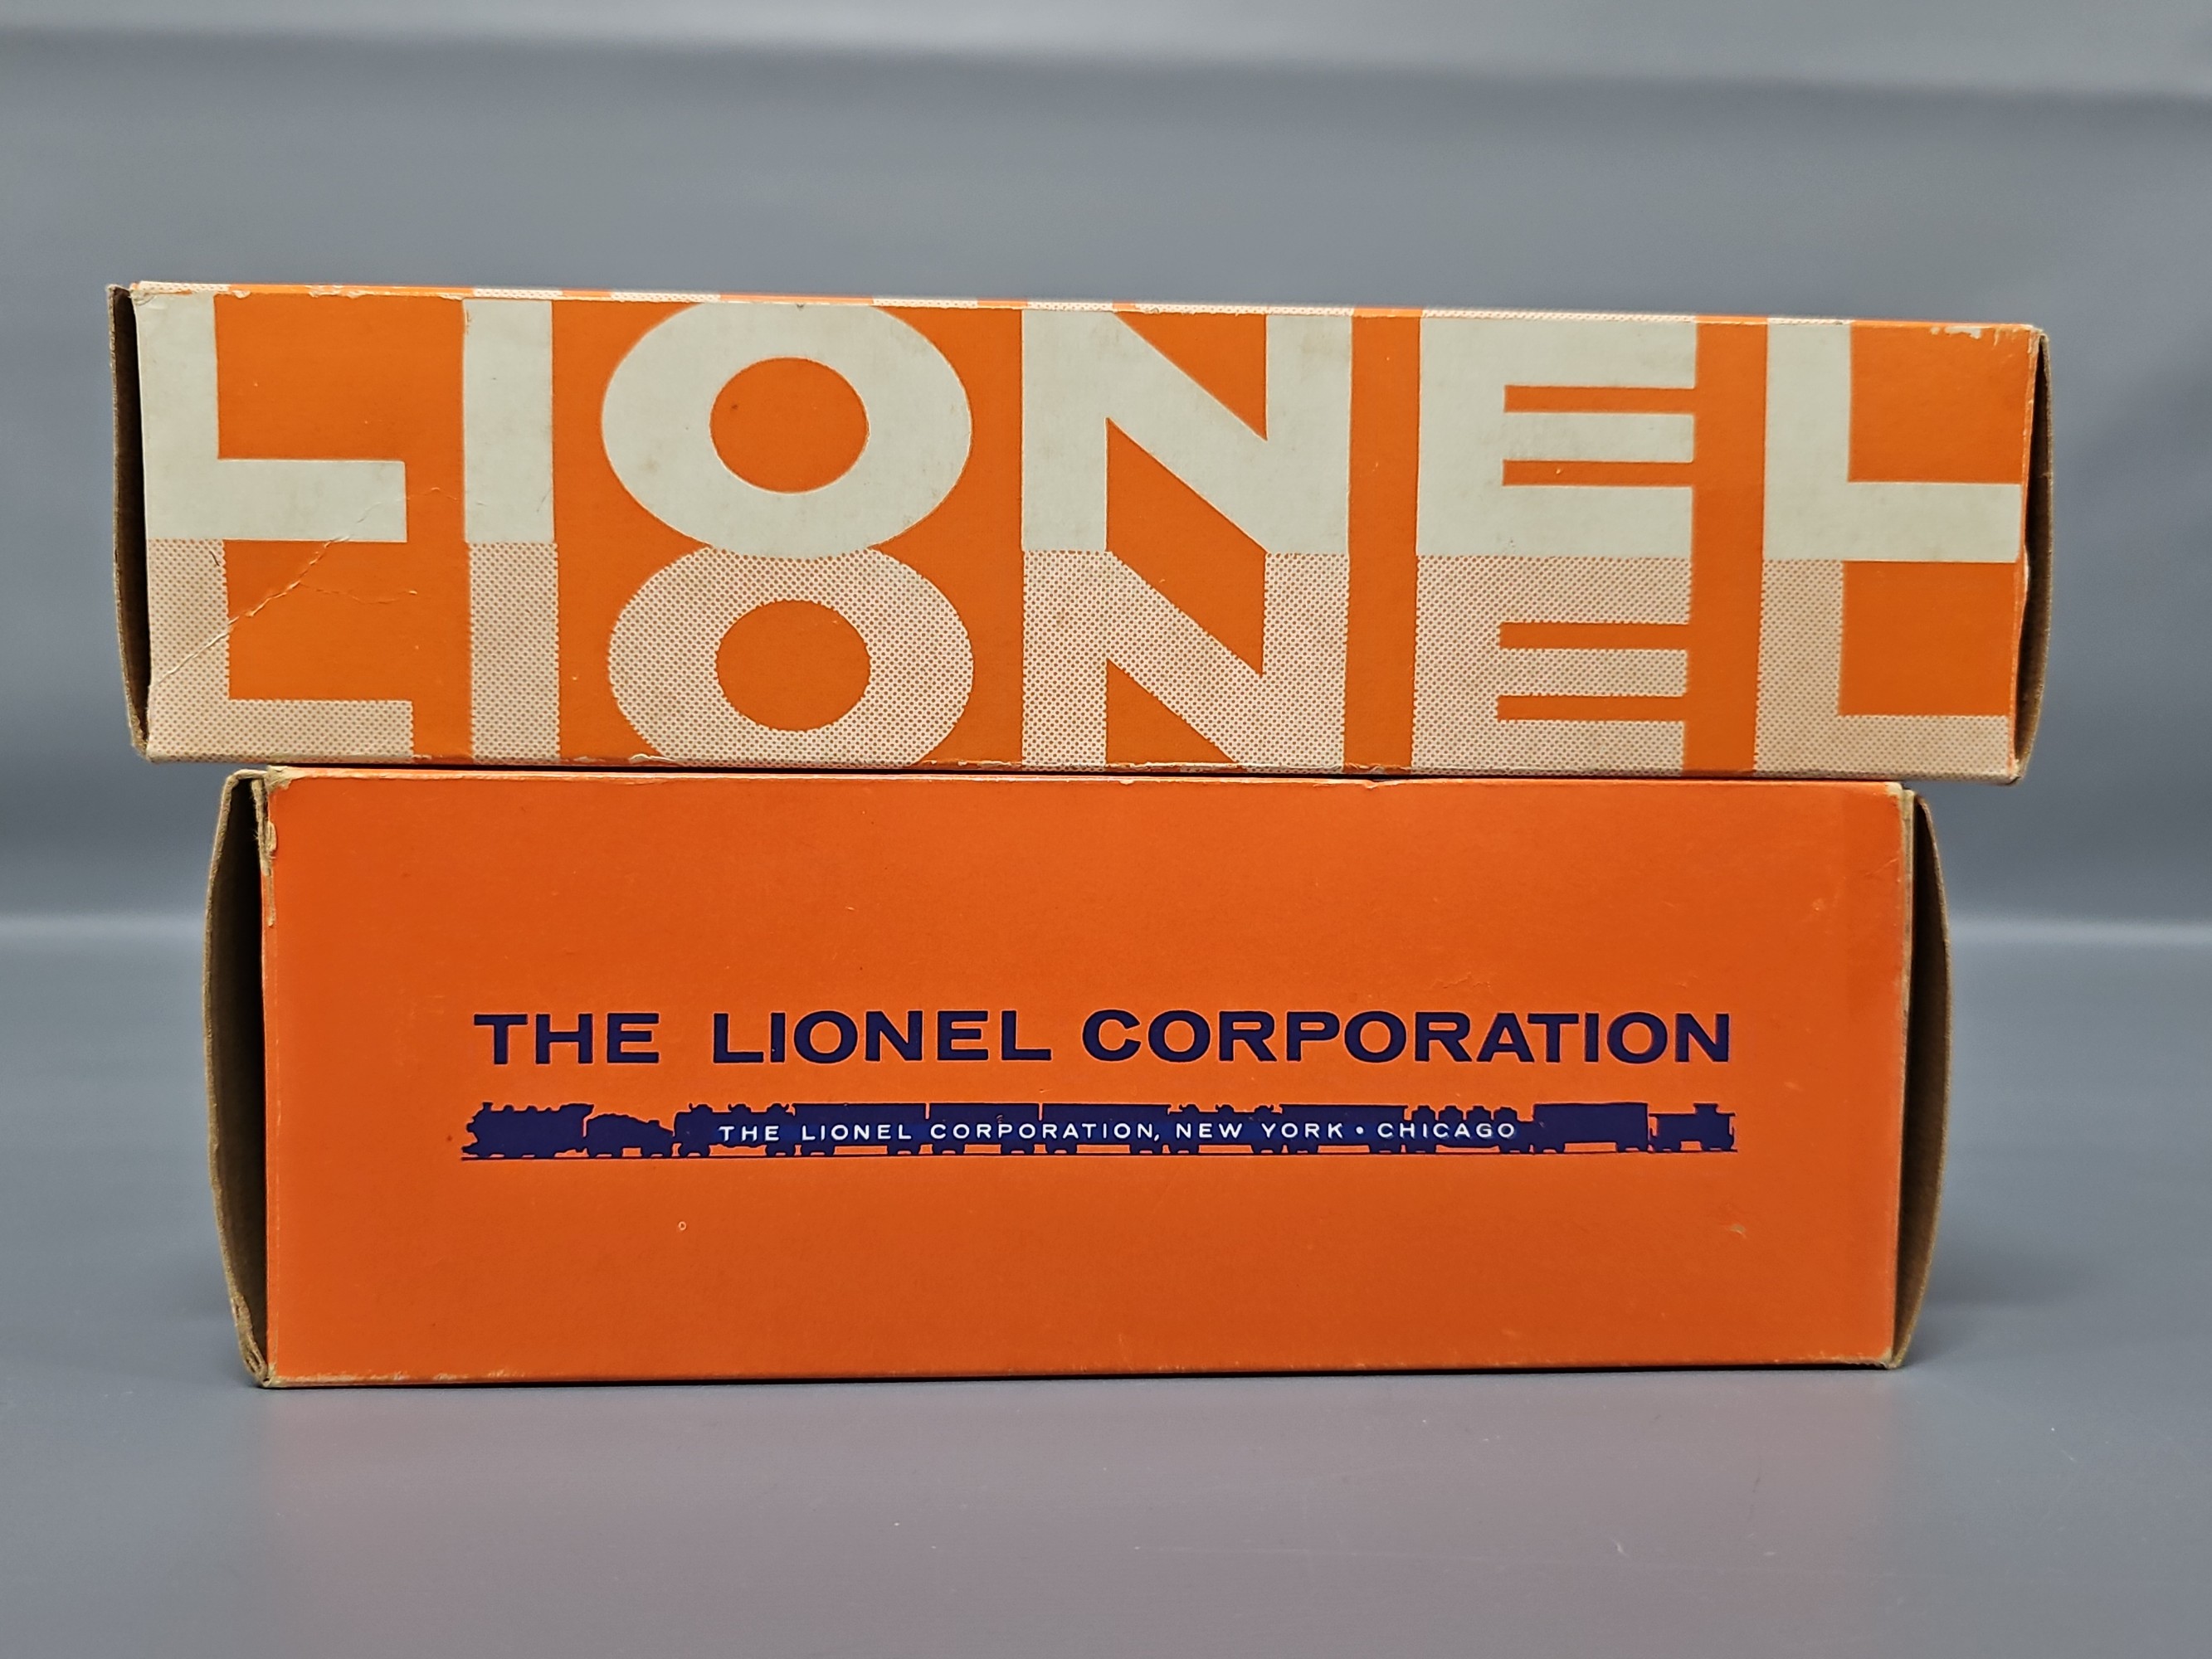 LIONEL
LIONEL
THE LIONEL CORPORATION
THE LIONEL CORPORATION, NEW YORK • CHICAGO